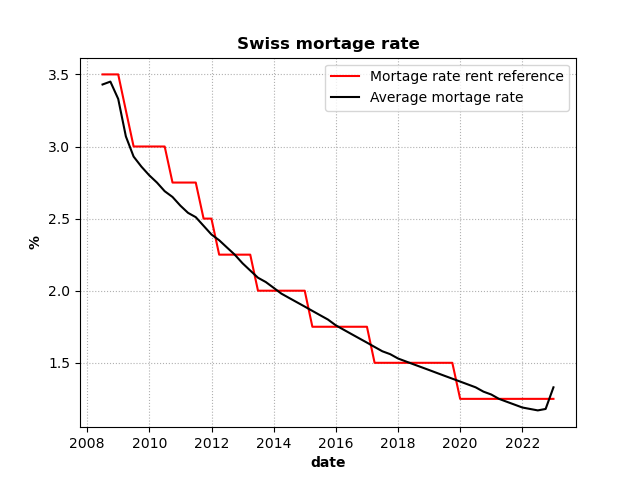 Swiss mortage rate
Mortage rate rent reference
Average mortage rate
%
3.5
3.0
2.5
2.0
1.5
2008 2010 2012 2014 2016 2018 2020 2022
date